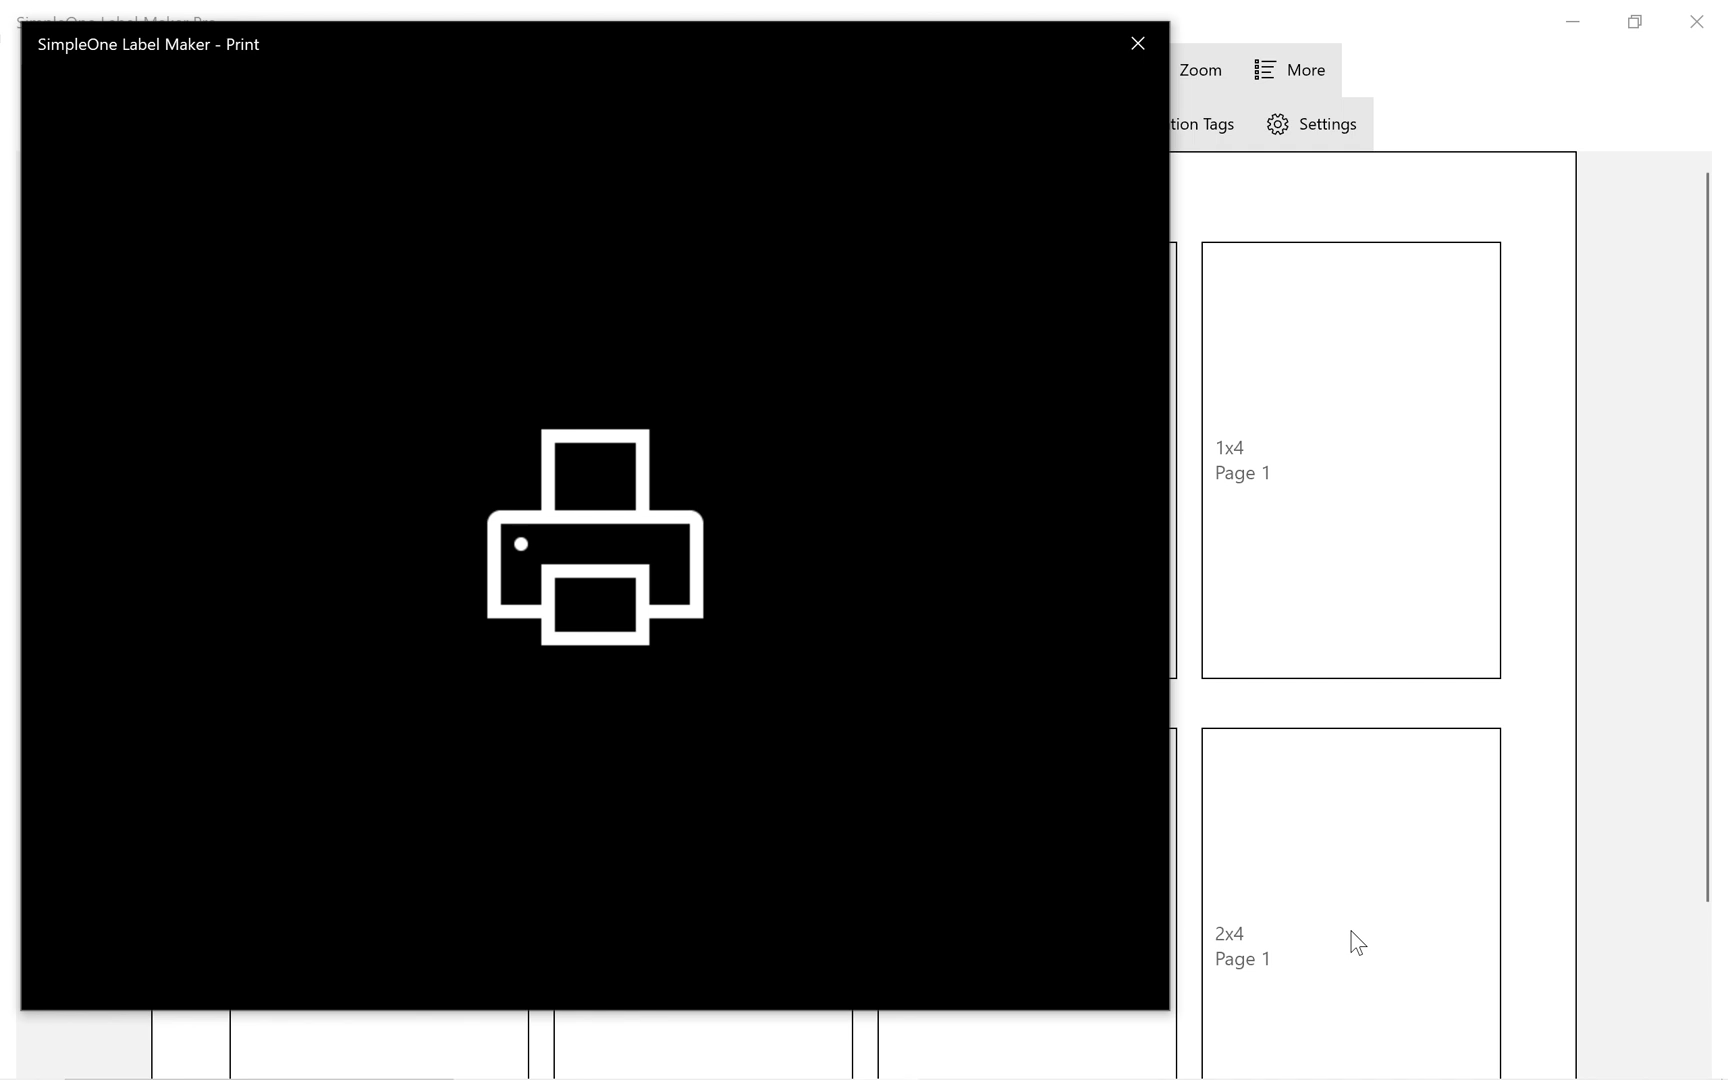 SimpleOne Label Maker - Print
Zoom
More
tion Tags
Settings
1x4
Page 1
2x4
Page 1